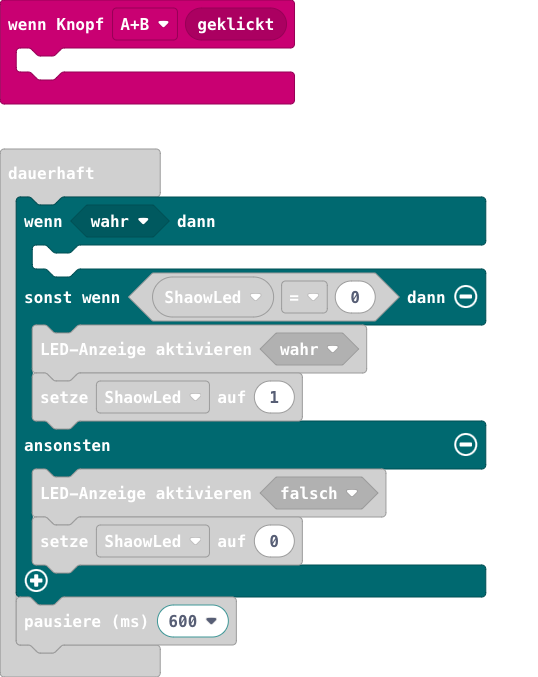 wenn Knopf A+B geklickt
dauerhaft
wenn wahr dann
sonst wenn ShaowLed = 0 dann
LED-Anzeige aktivieren wahr
setze ShaowLed auf 1
ansonsten
LED-Anzeige aktivieren falsch
setze ShaowLed auf 0
pausiere (ms) 600